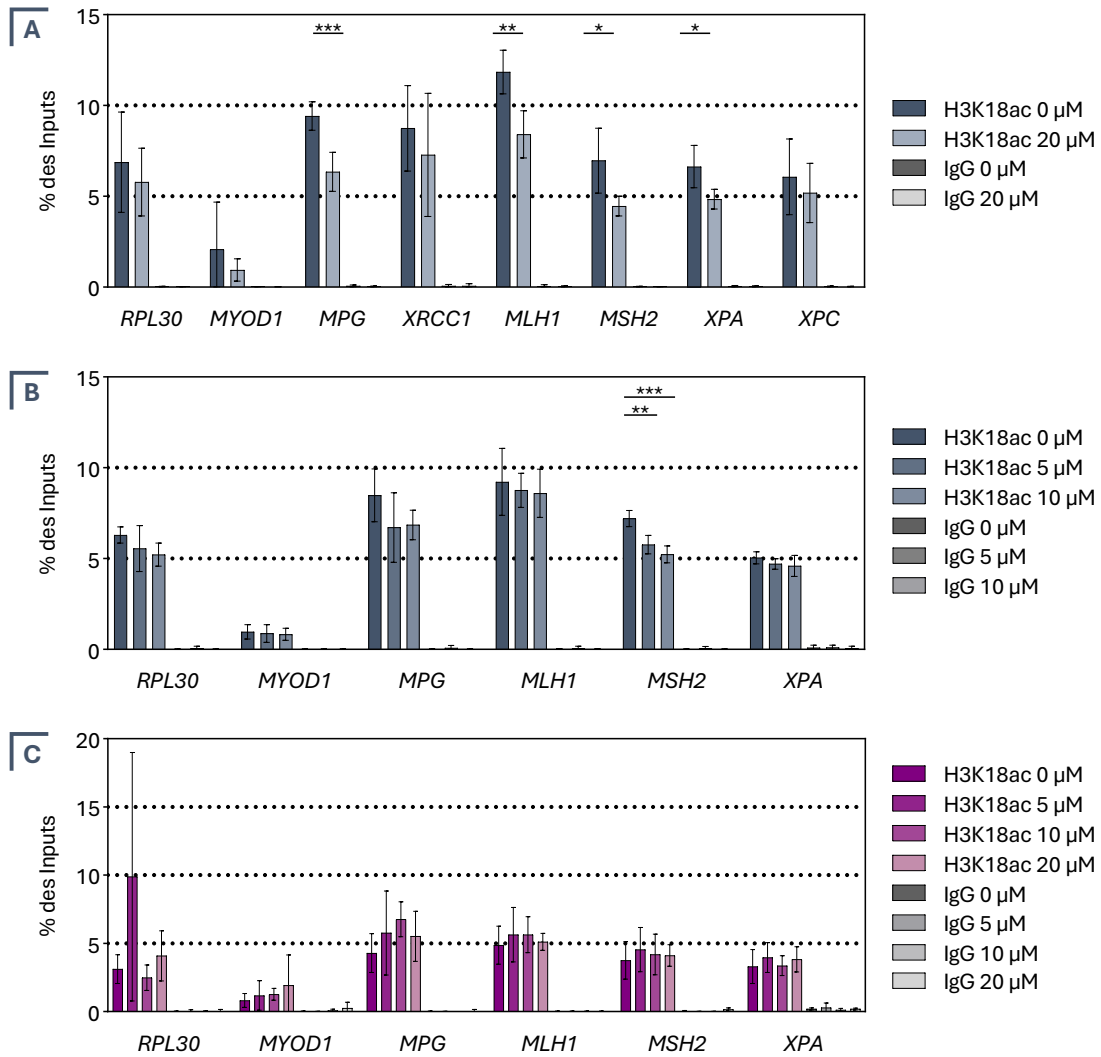 A
15
10
5
0
% des Inputs
***
**
*
*
RPL30 MYOD1 MPG XRCC1 MLH1 MSH2 XPA XPC
H3K18ac 0 µM
H3K18ac 20 µM
IgG 0 µM
IgG 20 µM
B
15
10
5
0
% des Inputs
***
**
RPL30 MYOD1 MPG MLH1 MSH2 XPA
H3K18ac 0 µM
H3K18ac 5 µM
H3K18ac 10 µM
IgG 0 µM
IgG 5 µM
IgG 10 µM
C
20
15
10
5
0
% des Inputs
RPL30 MYOD1 MPG MLH1 MSH2 XPA
H3K18ac 0 µM
H3K18ac 5 µM
H3K18ac 10 µM
H3K18ac 20 µM
IgG 0 µM
IgG 5 µM
IgG 10 µM
IgG 20 µM